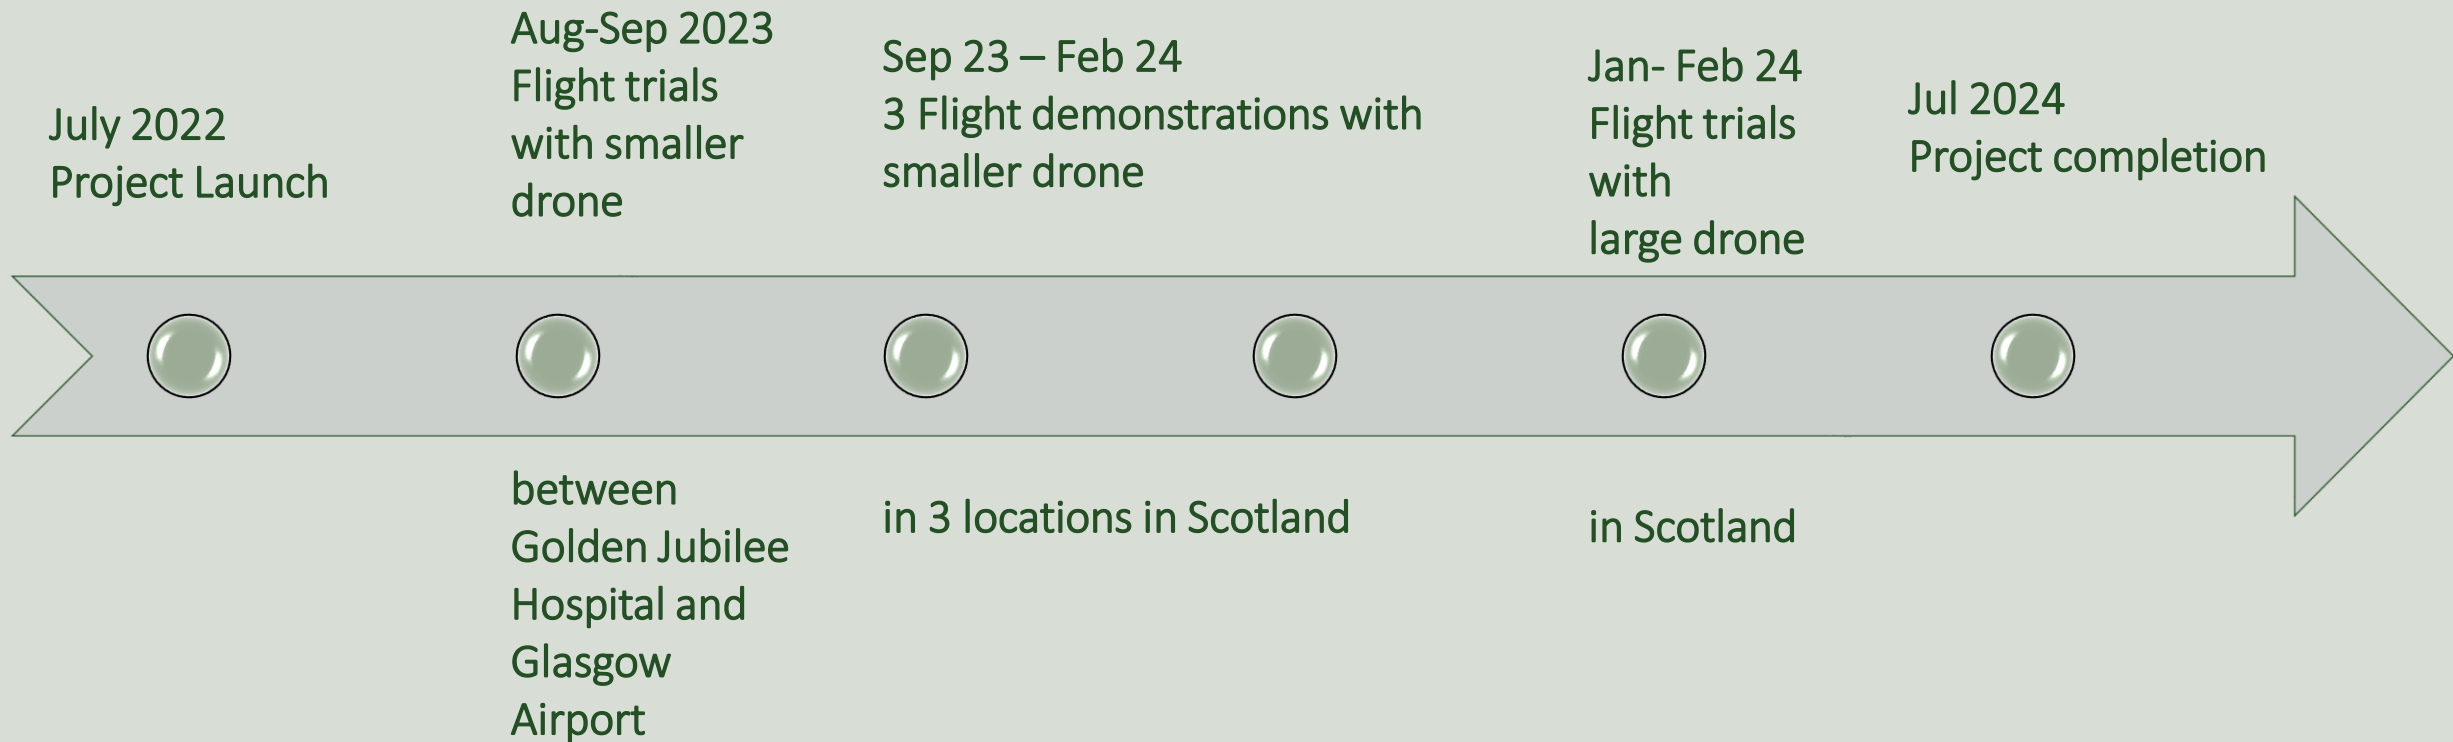 July 2022
Project Launch
Aug-Sep 2023
Flight trials
with smaller
drone
between
Golden Jubilee
Hospital and
Glasgow
Airport
Sep 23 – Feb 24
3 Flight demonstrations with
smaller drone
in 3 locations in Scotland
Jan- Feb 24
Flight trials
with
large drone
in Scotland
Jul 2024
Project completion